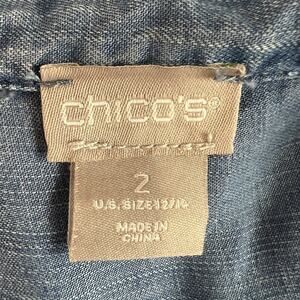 chico's®
2
U.S. SIZE 12/14
MADE IN
CHINA